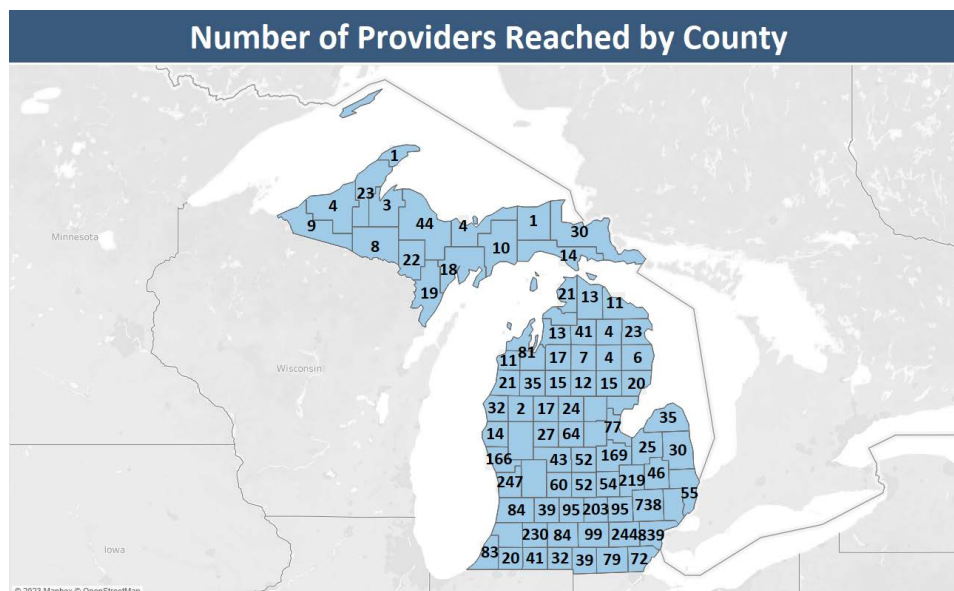 Number of Providers Reached by County
1
23
4 3
44 4 1
9 30
8 10
22 14
18
19
21 13 11
13 41 4 23
81
11 17 7 4 6
21 35 15 12 15 20
32 2 17 24
35
77
14 27 64
25 30
166 43 52 169
46
247 60 52 54 219
55
84 39 95 203 95 738
230 84 99 244 839
83 20 41 32 39 79 72
Minnesota
Wisconsin
Iowa
© 2023 Mapbox © OpenStreetMap